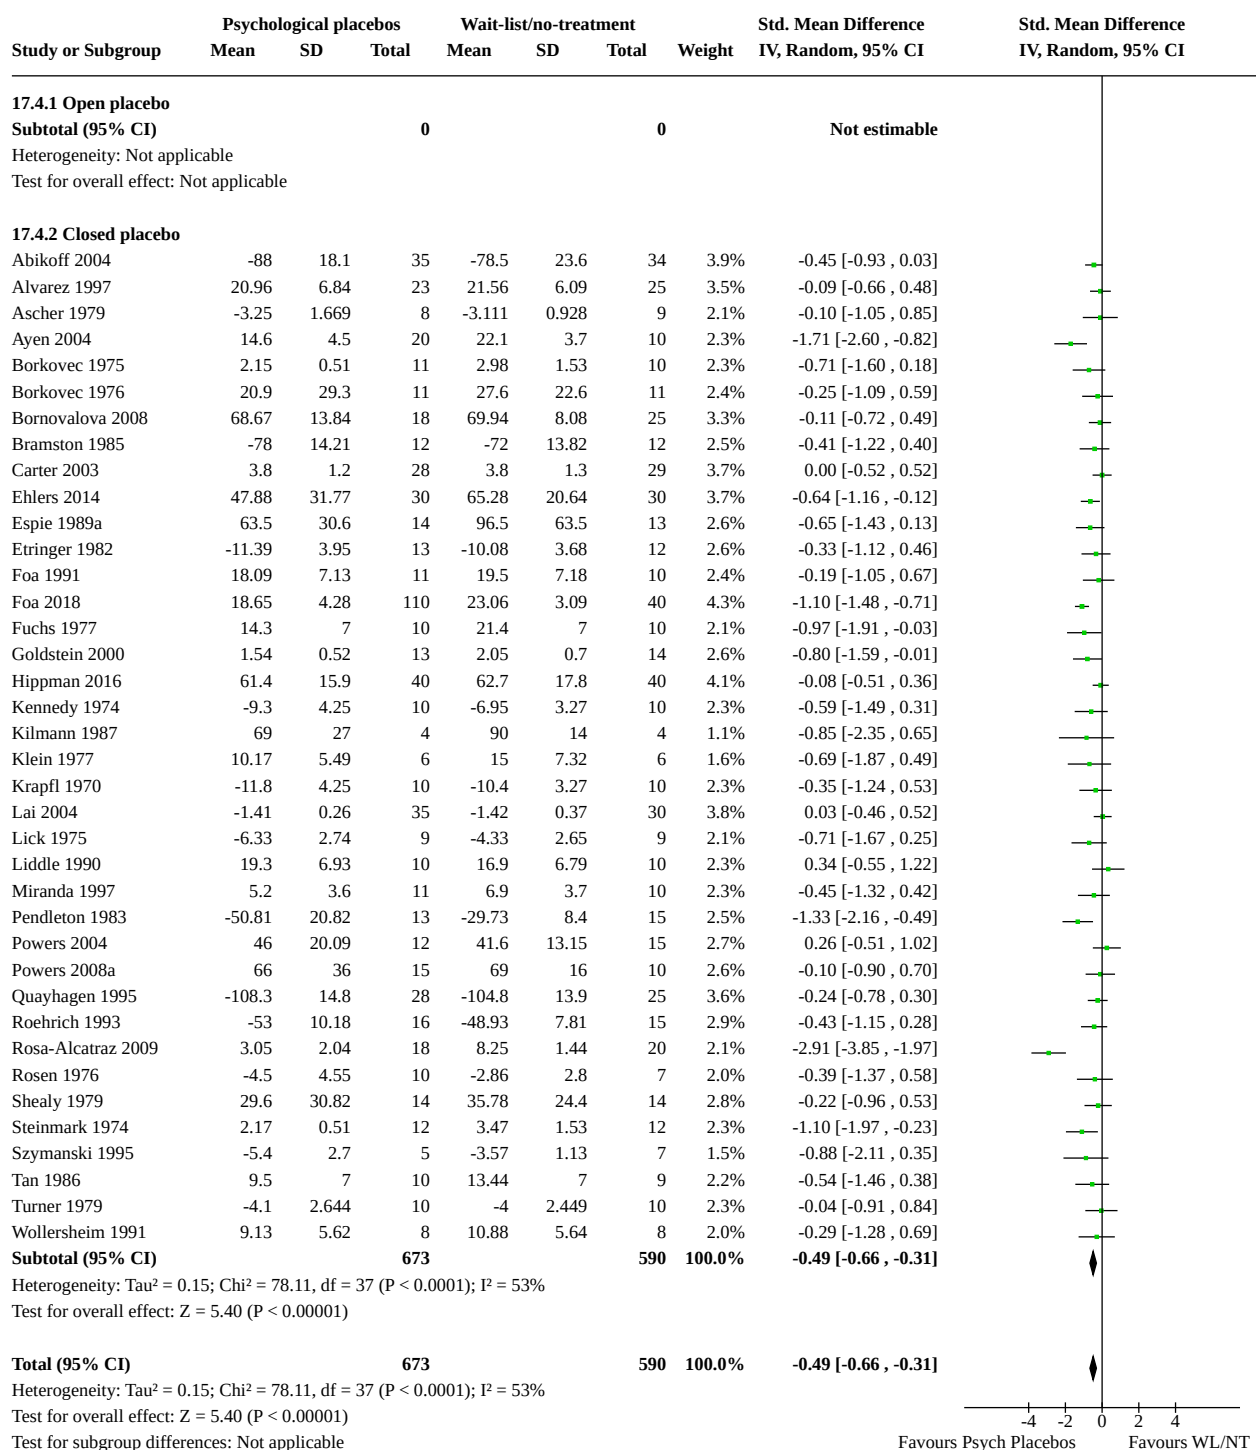 Psychological placebos Wait-list/no-treatment Std. Mean Difference Std. Mean Difference
Study or Subgroup Mean SD Total Mean SD Total Weight IV, Random, 95% CI IV, Random, 95% CI
17.4.1 Open placebo
Subtotal (95% CI) 0 0 Not estimable
Heterogeneity: Not applicable
Test for overall effect: Not applicable
17.4.2 Closed placebo
Abikoff 2004 -88 18.1 35 -78.5 23.6 34 3.9% -0.45 [-0.93 , 0.03]
Alvarez 1997 20.96 6.84 23 21.56 6.09 25 3.5% -0.09 [-0.66 , 0.48]
Ascher 1979 -3.25 1.669 8 -3.111 0.928 9 2.1% -0.10 [-1.05 , 0.85]
Ayen 2004 14.6 4.5 20 22.1 3.7 10 2.3% -1.71 [-2.60 , -0.82]
Borkovec 1975 2.15 0.51 11 2.98 1.53 10 2.3% -0.71 [-1.60 , 0.18]
Borkovec 1976 20.9 29.3 11 27.6 22.6 11 2.4% -0.25 [-1.09 , 0.59]
Bornovalova 2008 68.67 13.84 18 69.94 8.08 25 3.3% -0.11 [-0.72 , 0.49]
Bramston 1985 -78 14.21 12 -72 13.82 12 2.5% -0.41 [-1.22 , 0.40]
Carter 2003 3.8 1.2 28 3.8 1.3 29 3.7% 0.00 [-0.52 , 0.52]
Ehlers 2014 47.88 31.77 30 65.28 20.64 30 3.7% -0.64 [-1.16 , -0.12]
Espie 1989a 63.5 30.6 14 96.5 63.5 13 2.6% -0.65 [-1.43 , 0.13]
Etringer 1982 -11.39 3.95 13 -10.08 3.68 12 2.6% -0.33 [-1.12 , 0.46]
Foa 1991 18.09 7.13 11 19.5 7.18 10 2.4% -0.19 [-1.05 , 0.67]
Foa 2018 18.65 4.28 110 23.06 3.09 40 4.3% -1.10 [-1.48 , -0.71]
Fuchs 1977 14.3 7 10 21.4 7 10 2.1% -0.97 [-1.91 , -0.03]
Goldstein 2000 1.54 0.52 13 2.05 0.7 14 2.6% -0.80 [-1.59 , -0.01]
Hippman 2016 61.4 15.9 40 62.7 17.8 40 4.1% -0.08 [-0.51 , 0.36]
Kennedy 1974 -9.3 4.25 10 -6.95 3.27 10 2.3% -0.59 [-1.49 , 0.31]
Kilmann 1987 69 27 4 90 14 4 1.1% -0.85 [-2.35 , 0.65]
Klein 1977 10.17 5.49 6 15 7.32 6 1.6% -0.69 [-1.87 , 0.49]
Krapfl 1970 -11.8 4.25 10 -10.4 3.27 10 2.3% -0.35 [-1.24 , 0.53]
Lai 2004 -1.41 0.26 35 -1.42 0.37 30 3.8% 0.03 [-0.46 , 0.52]
Lick 1975 -6.33 2.74 9 -4.33 2.65 9 2.1% -0.71 [-1.67 , 0.25]
Liddle 1990 19.3 6.93 10 16.9 6.79 10 2.3% 0.34 [-0.55 , 1.22]
Miranda 1997 5.2 3.6 11 6.9 3.7 10 2.3% -0.45 [-1.32 , 0.42]
Pendleton 1983 -50.81 20.82 13 -29.73 8.4 15 2.5% -1.33 [-2.16 , -0.49]
Powers 2004 46 20.09 12 41.6 13.15 15 2.7% 0.26 [-0.51 , 1.02]
Powers 2008a 66 36 15 69 16 10 2.6% -0.10 [-0.90 , 0.70]
Quayhagen 1995 -108.3 14.8 28 -104.8 13.9 25 3.6% -0.24 [-0.78 , 0.30]
Roehrich 1993 -53 10.18 16 -48.93 7.81 15 2.9% -0.43 [-1.15 , 0.28]
Rosa-Alcatraz 2009 3.05 2.04 18 8.25 1.44 20 2.1% -2.91 [-3.85 , -1.97]
Rosen 1976 -4.5 4.55 10 -2.86 2.8 7 2.0% -0.39 [-1.37 , 0.58]
Shealy 1979 29.6 30.82 14 35.78 24.4 14 2.8% -0.22 [-0.96 , 0.53]
Steinmark 1974 2.17 0.51 12 3.47 1.53 12 2.3% -1.10 [-1.97 , -0.23]
Szymanski 1995 -5.4 2.7 5 -3.57 1.13 7 1.5% -0.88 [-2.11 , 0.35]
Tan 1986 9.5 7 10 13.44 7 9 2.2% -0.54 [-1.46 , 0.38]
Turner 1979 -4.1 2.644 10 -4 2.449 10 2.3% -0.04 [-0.91 , 0.84]
Wollersheim 1991 9.13 5.62 8 10.88 5.64 8 2.0% -0.29 [-1.28 , 0.69]
Subtotal (95% CI) 673 590 100.0% -0.49 [-0.66 , -0.31]
Heterogeneity: Tau² = 0.15; Chi² = 78.11, df = 37 (P < 0.0001); I² = 53%
Test for overall effect: Z = 5.40 (P < 0.00001)
Total (95% CI) 673 590 100.0% -0.49 [-0.66 , -0.31]
Heterogeneity: Tau² = 0.15; Chi² = 78.11, df = 37 (P < 0.0001); I² = 53%
Test for overall effect: Z = 5.40 (P < 0.00001) -4 -2 0 2 4
Test for subgroup differences: Not applicable Favours Psych Placebos Favours WL/NT